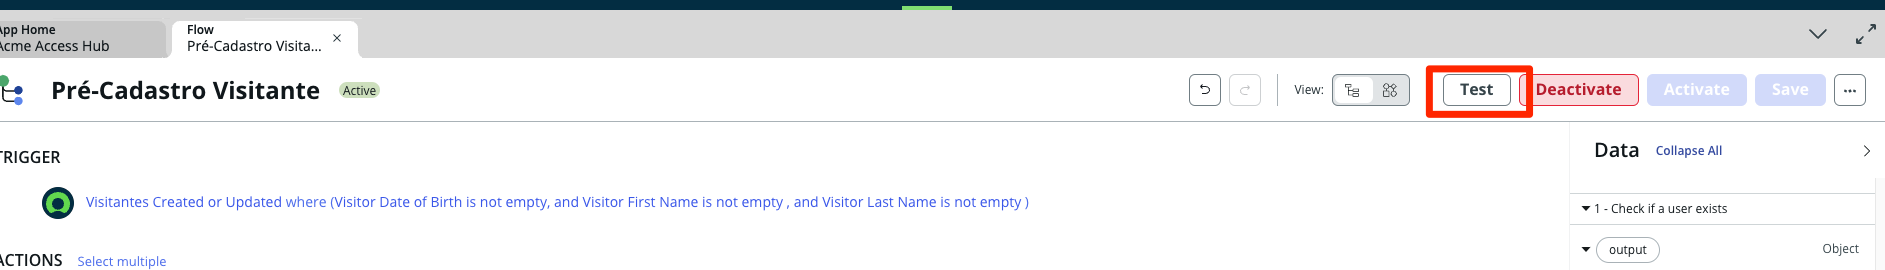 App Home
Acme Access Hub
Flow
Pré-Cadastro Visita...
Pré-Cadastro Visitante
Active
View:
Test
Deactivate
Activate
Save
TRIGGER
Visitantes Created or Updated where (Visitor Date of Birth is not empty, and Visitor First Name is not empty , and Visitor Last Name is not empty )
ACTIONS
Select multiple
Data
Collapse All
1 - Check if a user exists
output
Object